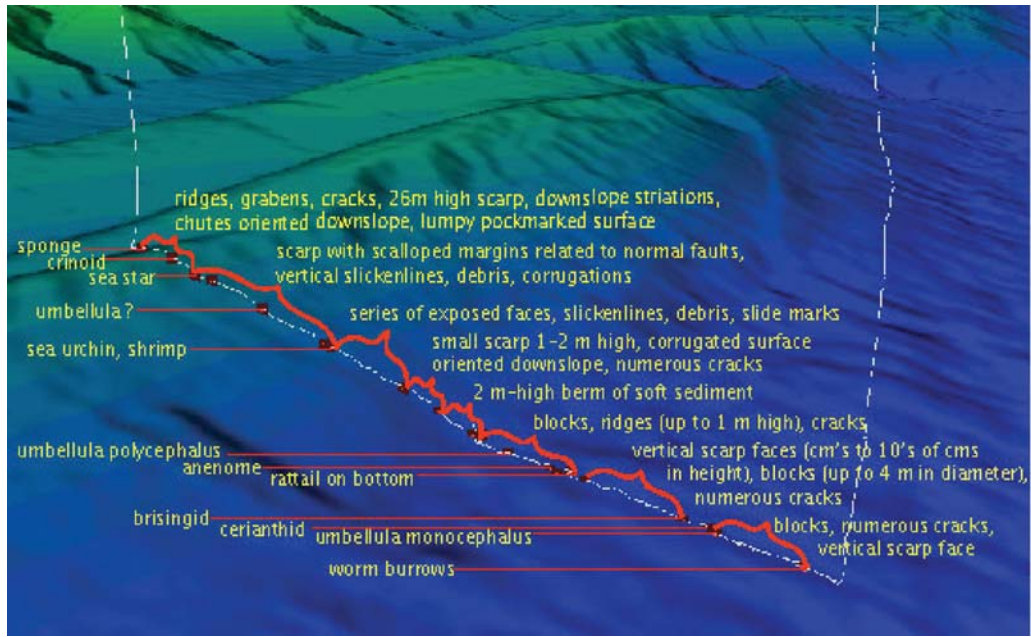 ridges, grabens, cracks, 26m high scarp, downslope striations,
chutes oriented downslope, lumpy pockmarked surface
sponge
crinoid
sea star
scarp with scalloped margins related to normal faults,
vertical slickenlines, debris, corrugations
umbellula?
series of exposed faces, slickenlines, debris, slide marks
sea urchin, shrimp
small scarp 1-2 m high, corrugated surface
oriented downslope, numerous cracks
2 m-high berm of soft sediment
blocks, ridges (up to 1 m high), cracks
umbellula polycephalus
anenome
rattail on bottom
vertical scarp faces (cm's to 10's of cms
in height), blocks (up to 4 m in diameter),
numerous cracks
brisingid
cerianthid
umbellula monocephalus
blocks, numerous cracks,
vertical scarp face
worm burrows